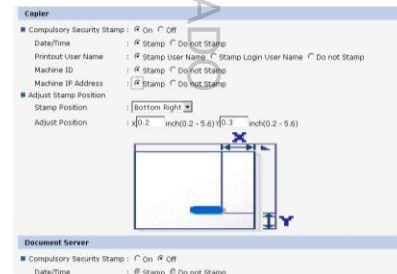 Copier
Compulsory Security Stamp : On Off
Date/Time : Stamp Do not Stamp
Printout User Name : Stamp User Name Stamp Login User Name Do not Stamp
Machine ID : Stamp Do not Stamp
Machine IP Address : Stamp Do not Stamp
Adjust Stamp Position
Stamp Position : Bottom Right
Adjust Position : X 0.2 inch(0.2 - 5.6) Y 0.3 inch(0.2 - 5.6)
X
Y
Document Server
Compulsory Security Stamp : On Off
Date/Time : Stamp Do not Stamp
ADO